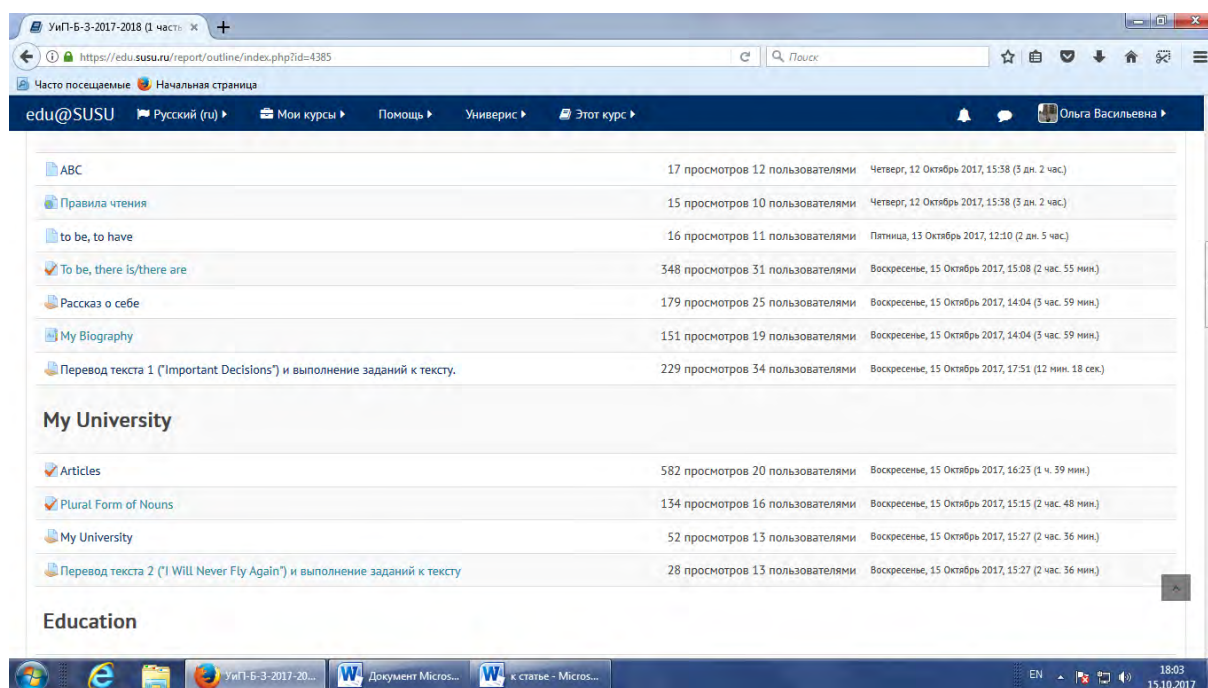 УиП-Б-3-2017-2018 (1 часть
https://edu.susu.ru/report/outline/index.php?id=4385
Поиск
Часто посещаемые Начальная страница
edu@SUSU Русский (ru) Мои курсы Помощь Универис Этот курс Ольга Васильевна
ABC 17 просмотров 12 пользователями Четверг, 12 Октябрь 2017, 15:38 (3 дн. 2 час.)
Правила чтения 15 просмотров 10 пользователями Четверг, 12 Октябрь 2017, 15:38 (3 дн. 2 час.)
to be, to have 16 просмотров 11 пользователями Пятница, 13 Октябрь 2017, 12:10 (2 дн. 5 час.)
To be, there is/there are 348 просмотров 31 пользователями Воскресенье, 15 Октябрь 2017, 15:08 (2 час. 55 мин.)
Рассказ о себе 179 просмотров 25 пользователями Воскресенье, 15 Октябрь 2017, 14:04 (3 час. 59 мин.)
My Biography 151 просмотров 19 пользователями Воскресенье, 15 Октябрь 2017, 14:04 (3 час. 59 мин.)
Перевод текста 1 ("Important Decisions") и выполнение заданий к тексту. 229 просмотров 34 пользователями Воскресенье, 15 Октябрь 2017, 17:51 (12 мин. 18 сек.)
My University
Articles 582 просмотров 20 пользователями Воскресенье, 15 Октябрь 2017, 16:23 (1 ч. 39 мин.)
Plural Form of Nouns 134 просмотров 16 пользователями Воскресенье, 15 Октябрь 2017, 15:15 (2 час. 48 мин.)
My University 52 просмотров 13 пользователями Воскресенье, 15 Октябрь 2017, 15:27 (2 час. 36 мин.)
Перевод текста 2 ("I Will Never Fly Again") и выполнение заданий к тексту 28 просмотров 13 пользователями Воскресенье, 15 Октябрь 2017, 15:27 (2 час. 36 мин.)
Education
УиП-Б-3-2017-20... Документ Micros... к статье - Micros... EN 18:03
15.10.2017